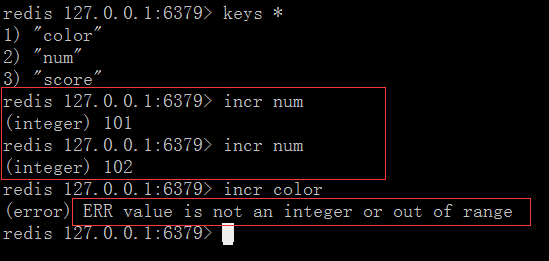 redis 127.0.0.1:6379> keys *
1) "color"
2) "num"
3) "score"
redis 127.0.0.1:6379> incr num
(integer) 101
redis 127.0.0.1:6379> incr num
(integer) 102
redis 127.0.0.1:6379> incr color
(error) ERR value is not an integer or out of range
redis 127.0.0.1:6379>